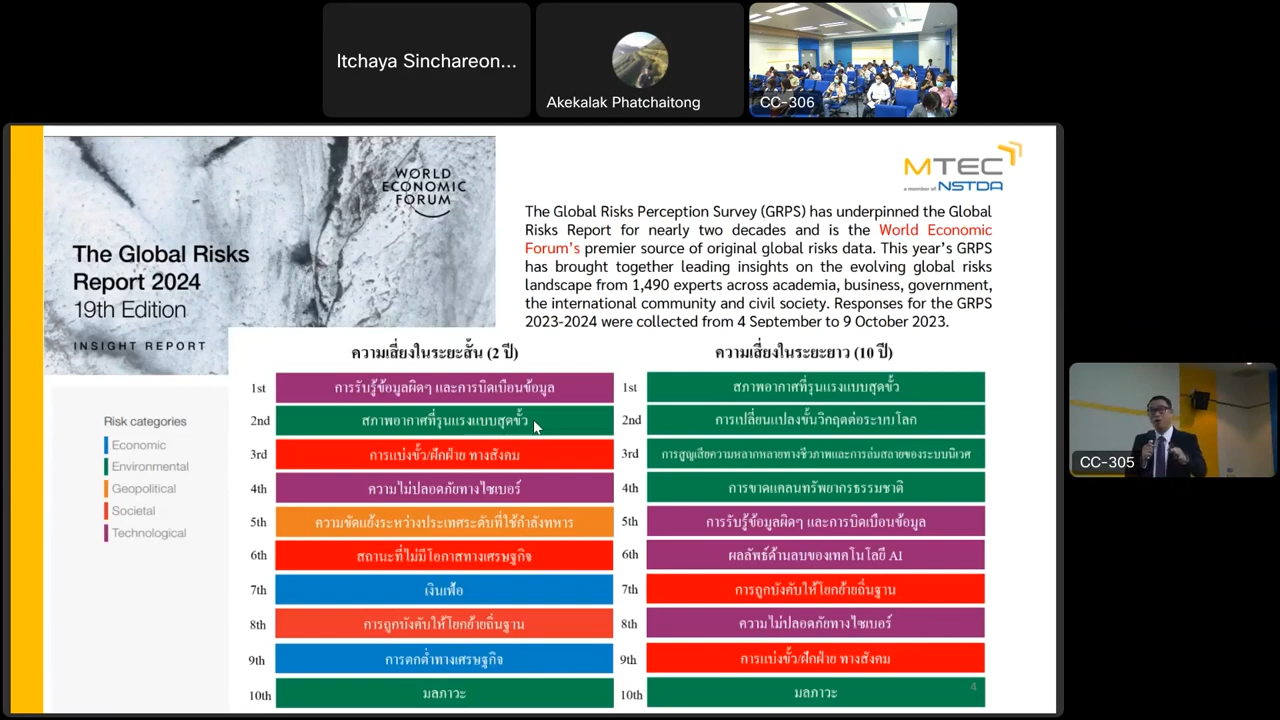 Itchaya Sinchareon...
Akekalak Phatchaitong
CC-306
WORLD
ECONOMIC
FORUM
The Global Risks
Report 2024
19th Edition
INSIGHT REPORT
MTEC
a member of NSTDA
The Global Risks Perception Survey (GRPS) has underpinned the Global
Risks Report for nearly two decades and is the World Economic
Forum's premier source of original global risks data. This year's GRPS
has brought together leading insights on the evolving global risks
landscape from 1,490 experts across academia, business, government,
the international community and civil society. Responses for the GRPS
2023-2024 were collected from 4 September to 9 October 2023.
Risk categories
Economic
Environmental
Geopolitical
Societal
Technological
ความเสี่ยงในระยะสั้น (2 ปี)
1st การรับรู้ข้อมูลผิดๆ และการบิดเบือนข้อมูล
2nd สภาพอากาศที่รุนแรงแบบสุดขั้ว
3rd การแบ่งขั้ว/ฝักฝ่าย ทางสังคม
4th ความไม่ปลอดภัยทางไซเบอร์
5th ความขัดแย้งระหว่างประเทศระดับที่ใช้กำลังทหาร
6th สถานะที่ไม่มีโอกาสทางเศรษฐกิจ
7th เงินเฟ้อ
8th การถูกบังคับให้โยกย้ายถิ่นฐาน
9th การตกต่ำทางเศรษฐกิจ
10th มลภาวะ
ความเสี่ยงในระยะยาว (10 ปี)
1st สภาพอากาศที่รุนแรงแบบสุดขั้ว
2nd การเปลี่ยนแปลงขั้นวิกฤตต่อระบบโลก
3rd การสูญเสียความหลากหลายทางชีวภาพและการล่มสลายของระบบนิเวศ
4th การขาดแคลนทรัพยากรธรรมชาติ
5th การรับรู้ข้อมูลผิดๆ และการบิดเบือนข้อมูล
6th ผลลัพธ์ด้านลบของเทคโนโลยี AI
7th การถูกบังคับให้โยกย้ายถิ่นฐาน
8th ความไม่ปลอดภัยทางไซเบอร์
9th การแบ่งขั้ว/ฝักฝ่าย ทางสังคม
10th มลภาวะ
4
CC-305